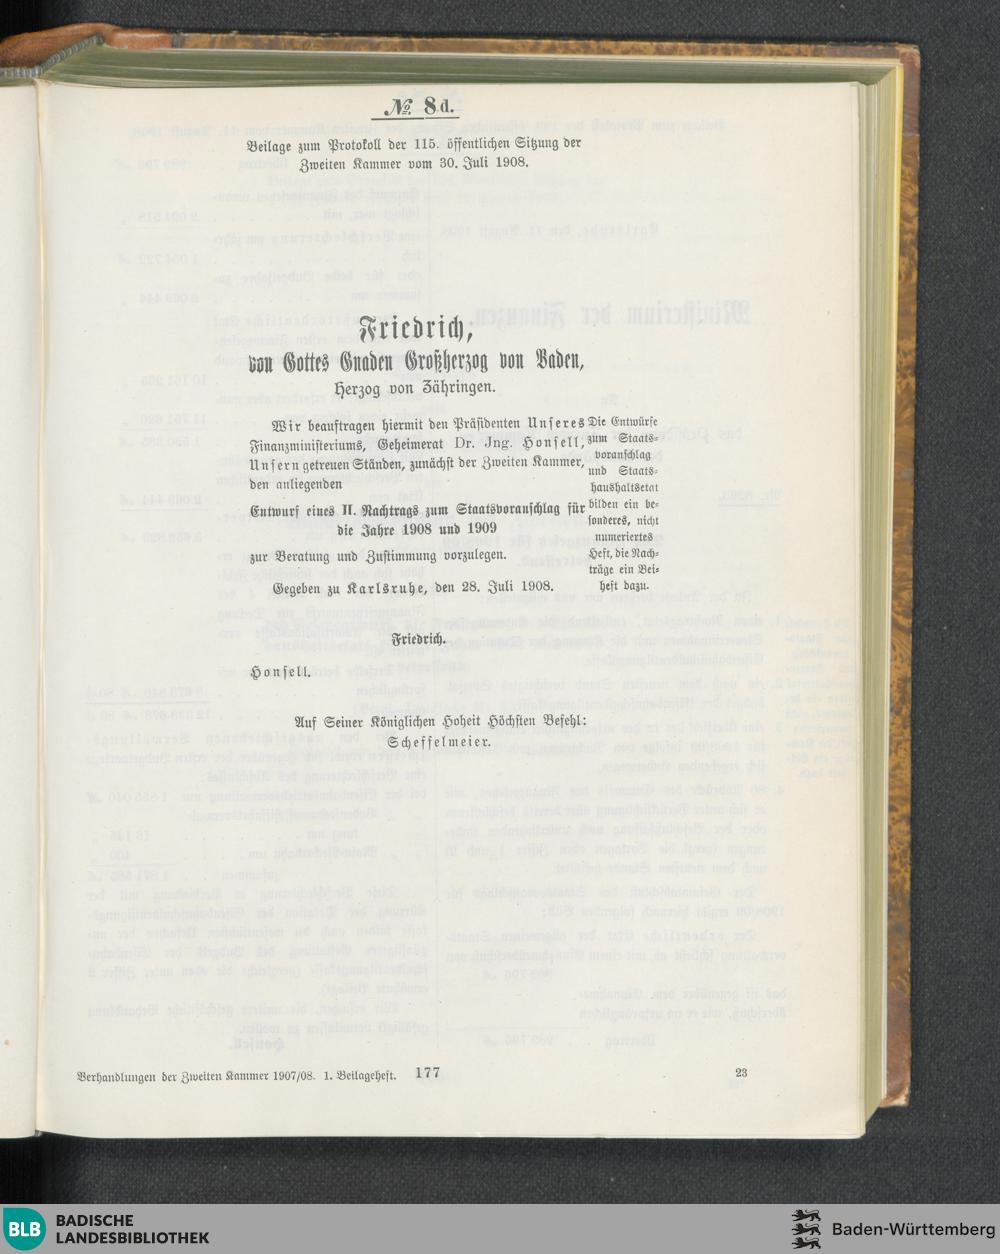 № 8d.
Beilage zum Protokoll der 115. öffentlichen Sitzung der
Zweiten Kammer vom 30. Juli 1908.
Friedrich,
von Gottes Gnaden Großherzog von Baden,
Herzog von Zähringen.
Wir beauftragen hiermit den Präsidenten Unseres
Finanzministeriums, Geheimerat Dr. Ing. Honsell,
Unsern getreuen Ständen, zunächst der Zweiten Kammer,
den anliegenden
Entwurf eines II. Nachtrags zum Staatsvoranschlag für
die Jahre 1908 und 1909
zur Beratung und Zustimmung vorzulegen.
Gegeben zu Karlsruhe, den 28. Juli 1908.
Die Entwürfe
zum Staats-
voranschlag
und Staats-
haushaltsetat
bilden ein be-
sonderes, nicht
numeriertes
Heft, die Nach-
träge ein Bei-
heft dazu.
Friedrich.
Honsell.
Auf Seiner Königlichen Hoheit Höchsten Befehl:
Scheffelmeier.
Verhandlungen der Zweiten Kammer 1907/08. 1. Beilageheft. 177 23
BLB BADISCHE
LANDESBIBLIOTHEK
Baden-Württemberg